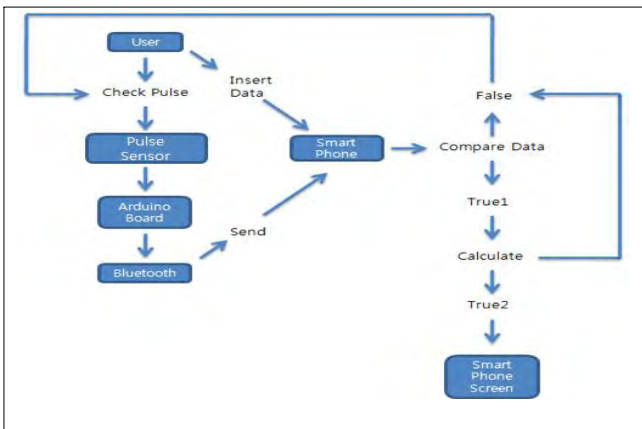 User
Check Pulse
Insert
Data
Pulse
Sensor
Arduino
Board
Bluetooth
Send
Smart
Phone
Compare Data
False
True1
Calculate
True2
Smart
Phone
Screen